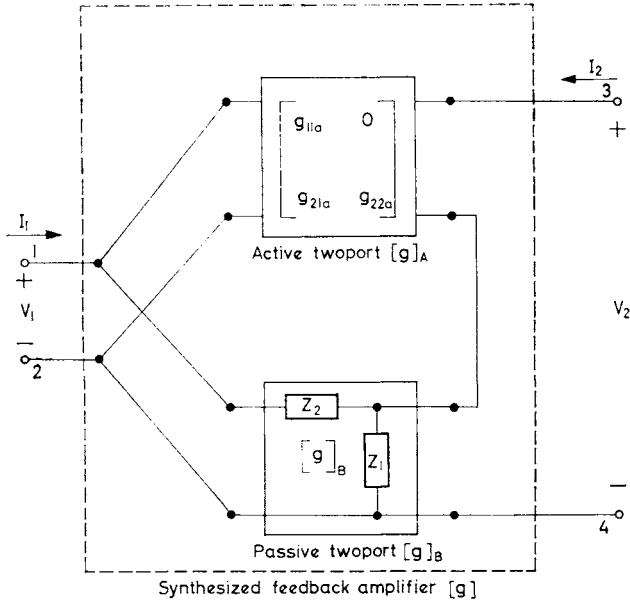 I₂
3
+
g₁₁ₐ 0
g₂₁ₐ g₂₂ₐ
Active twoport [g]A
I₁
1
+
V₁
−
2
V₂
Z₂
[g]B
Z₁
−
4
Passive twoport [g]B
Synthesized feedback amplifier [g]